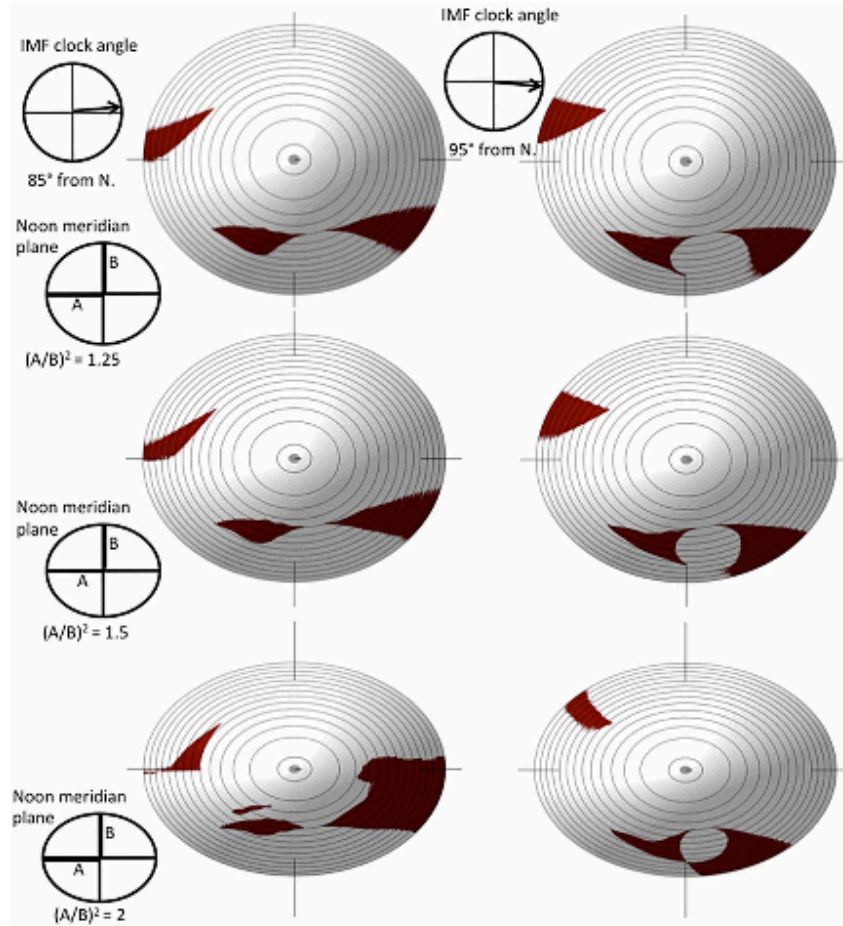 IMF clock angle
85° from N.
IMF clock angle
95° from N.
Noon meridian
plane
B
A
(A/B)² = 1.25
Noon meridian
plane
B
A
(A/B)² = 1.5
Noon meridian
plane
B
A
(A/B)² = 2